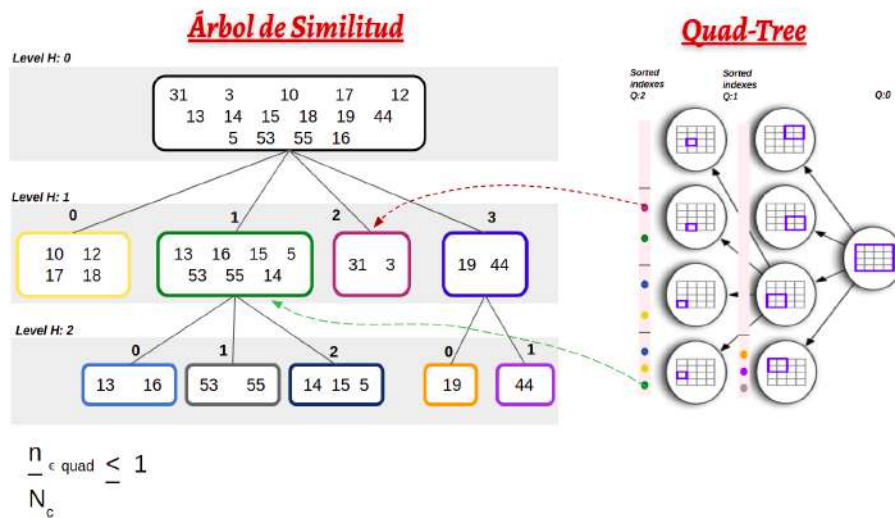 Árbol de Similitud
Quad-Tree
Level H: 0
31 3 10 17 12
13 14 15 18 19 44
5 53 55 16
Level H: 1
0 1 2 3
10 12
17 18
13 16 15 5
53 55 14
31 3
19 44
Level H: 2
0 1 2 0 1
13 16
53 55
14 15 5
19
44
n
ϵ quad ≤ 1
N_c
Sorted
indexes
Q:2
Sorted
indexes
Q:1
Q:0